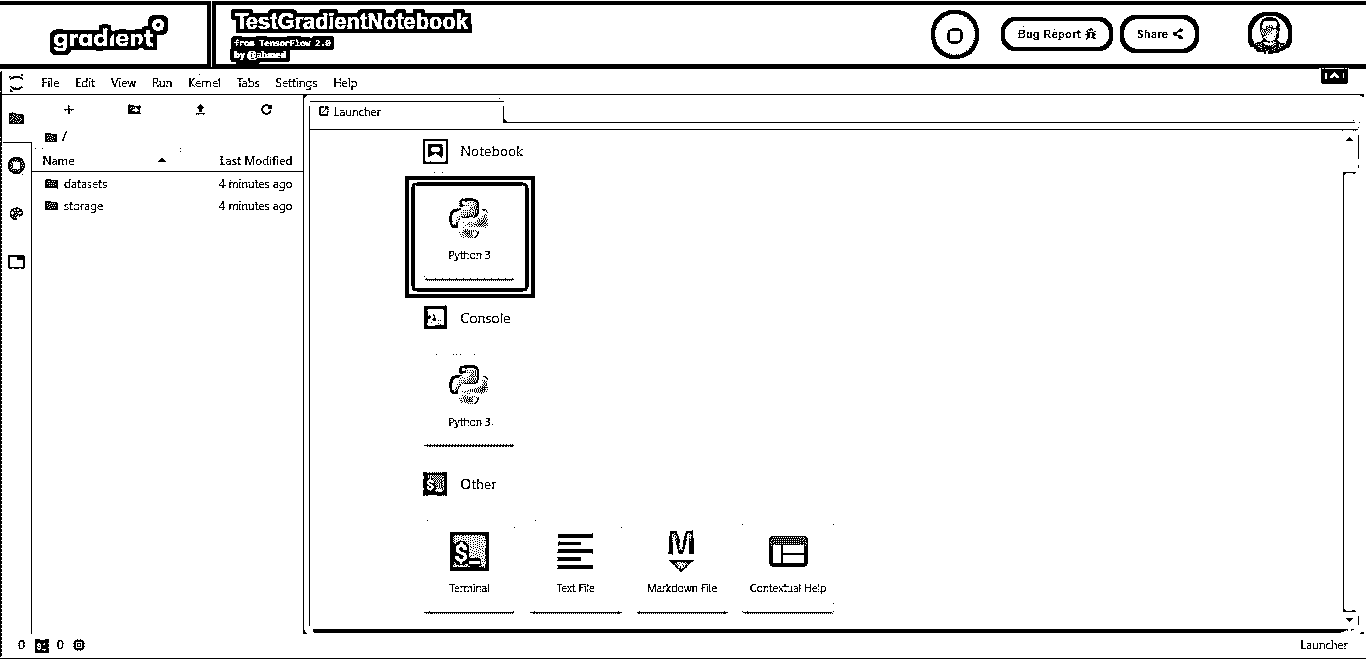 gradient
TestGradientNotebook
from TensorFlow 2.0
by @ahmed
Bug Report
Share
File Edit View Run Kernel Tabs Settings Help
Launcher
/
Name Last Modified
datasets 4 minutes ago
storage 4 minutes ago
Notebook
Python 3
Console
Python 3
$_ Other
$_
Terminal Text File Markdown File Contextual Help
0 $_ 0 Launcher